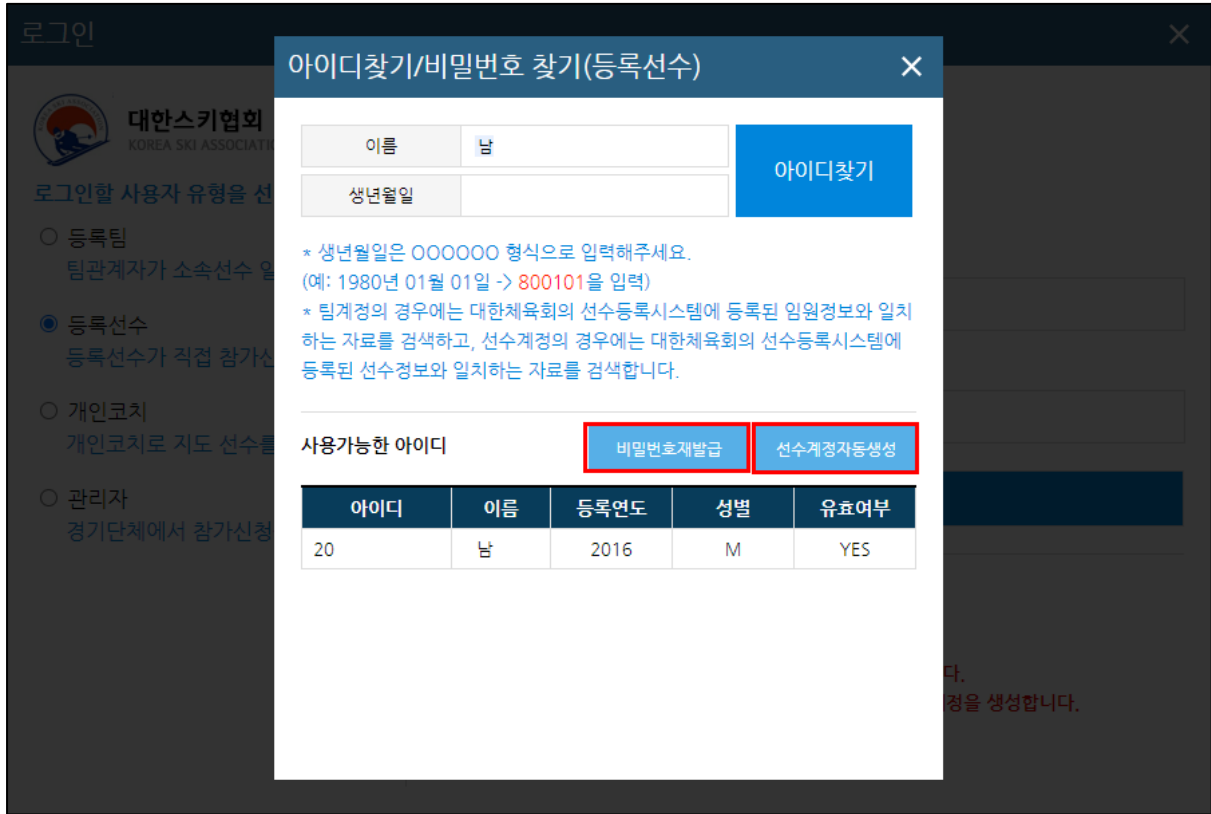 로그인
대한스키협회
KOREA SKI ASSOCIATI
로그인할 사용자 유형을 선
등록팀
팀관계자가 소속선수 일
등록선수
등록선수가 직접 참가신
개인코치
개인코치로 지도 선수를
관리자
경기단체에서 참가신청
아이디찾기/비밀번호 찾기(등록선수)
이름 남
생년월일
아이디찾기
* 생년월일은 OOOOOO 형식으로 입력해주세요.
(예: 1980년 01월 01일 -> 800101을 입력)
* 팀계정의 경우에는 대한체육회의 선수등록시스템에 등록된 임원정보와 일치
하는 자료를 검색하고, 선수계정의 경우에는 대한체육회의 선수등록시스템에
등록된 선수정보와 일치하는 자료를 검색합니다.
사용가능한 아이디 비밀번호재발급 선수계정자동생성
아이디 이름 등록연도 성별 유효여부
20 남 2016 M YES
다.
정을 생성합니다.